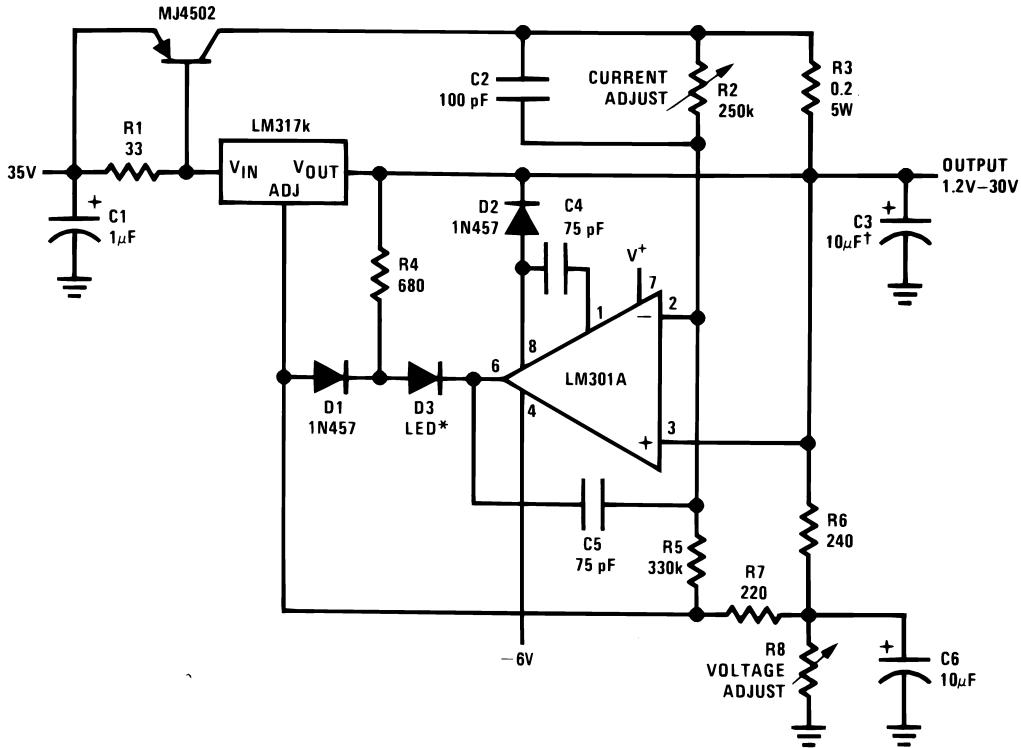 MJ4502
C2
100 pF
CURRENT
ADJUST
R2
250k
R3
0.2
5W
R1
33
LM317k
35V
VIN
VOUT
ADJ
OUTPUT
1.2V–30V
+
C1
1μF
D2
1N457
C4
75 pF
+
C3
10μF†
R4
680
V+
7
1
2
−
8
6
LM301A
4
+
3
D1
1N457
D3
LED*
C5
75 pF
R5
330k
R6
240
R7
220
−6V
R8
VOLTAGE
ADJUST
+
C6
10μF